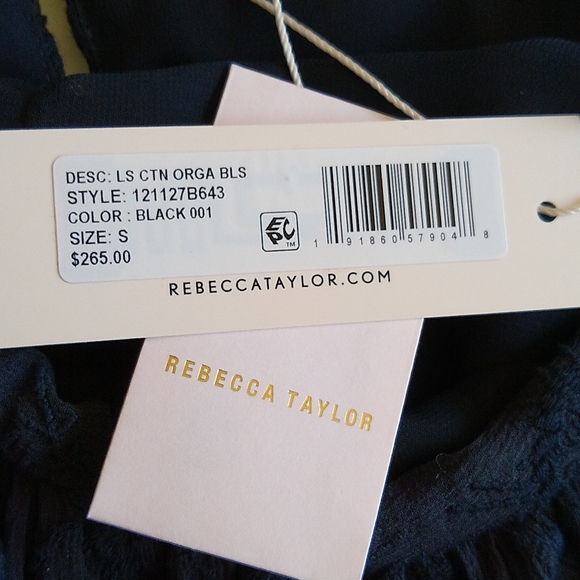 DESC: LS CTN ORGA BLS
STYLE: 121127B643
COLOR : BLACK 001
SIZE: S
$265.00
EPC™
1 91860 57904 8
REBECCATAYLOR.COM
REBECCA TAYLOR